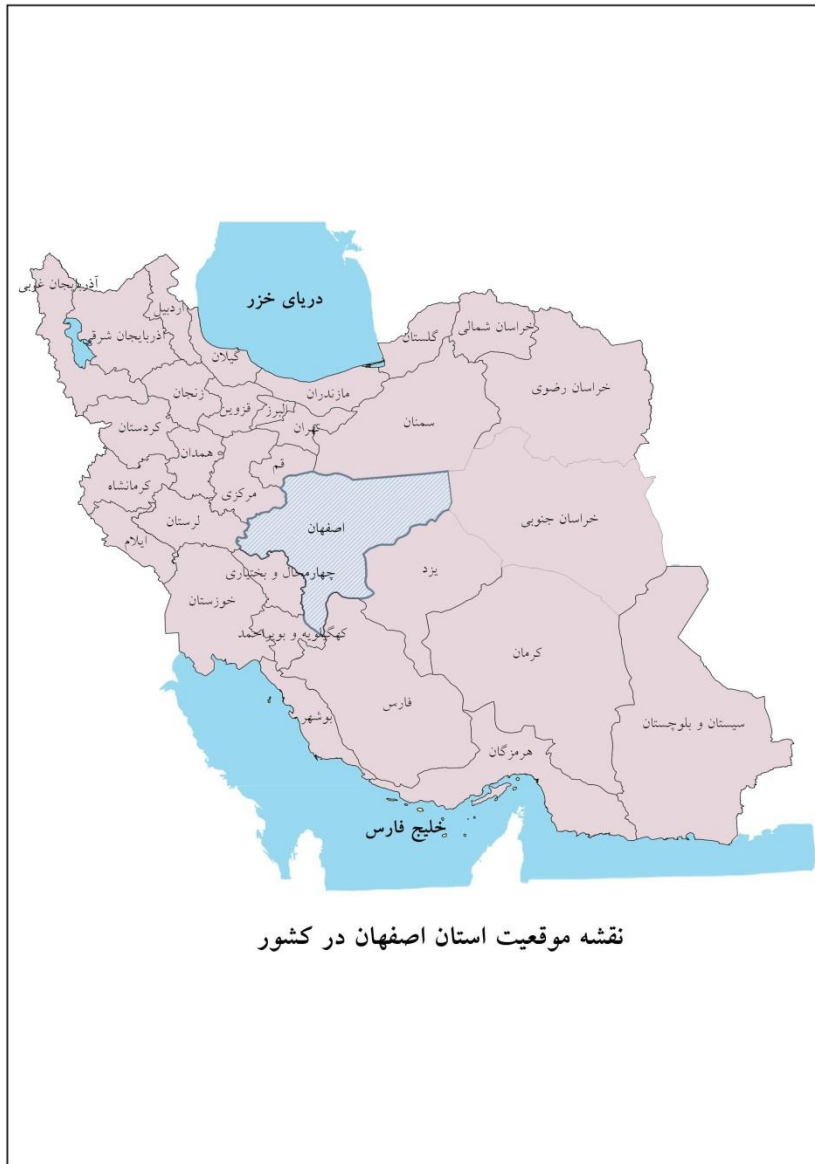 آذربایجان غربی
اردبیل
دریای خزر
آذربایجان شرقی
گیلان
گلستان
خراسان شمالی
خراسان رضوی
مازندران
زنجان
قزوین
البرز
تهران
سمنان
کردستان
همدان
قم
کرمانشاه
مرکزی
لرستان
اصفهان
خراسان جنوبی
ایلام
چهارمحال و بختیاری
یزد
خوزستان
کهگیلویه و بویراحمد
کرمان
فارس
بوشهر
سیستان و بلوچستان
هرمزگان
خلیج فارس
نقشه موقعیت استان اصفهان در کشور